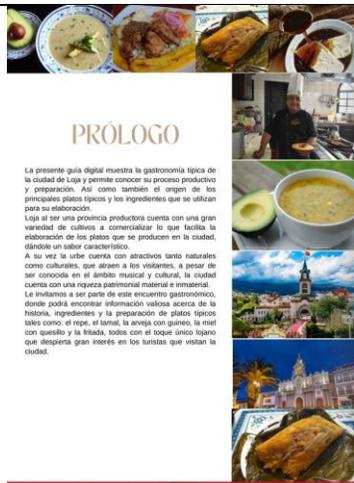 PRÓLOGO
La presente guía digital muestra la gastronomía típica de
la ciudad de Loja y permite conocer su proceso productivo
y preparación. Así como también el origen de los
principales platos típicos y los ingredientes que se utilizan
para su elaboración.
Loja al ser una provincia productora cuenta con una gran
variedad de cultivos a comercializar lo que facilita la
elaboración de los platos que se producen en la ciudad,
dándole un sabor característico.
A su vez la urbe cuenta con atractivos tanto naturales
como culturales, que atraen a los visitantes, a pesar de
ser conocida en el ámbito musical y cultural, la ciudad
cuenta con una riqueza patrimonial material e inmaterial.
Le invitamos a ser parte de este encuentro gastronómico,
donde podrá encontrar información valiosa acerca de la
historia, ingredientes y la preparación de platos típicos
tales como: el repe, el tamal, la arveja con guineo, la miel
con quesillo y la fritada, todos con el toque único lojano
que despierta gran interés en los turistas que visitan la
ciudad.